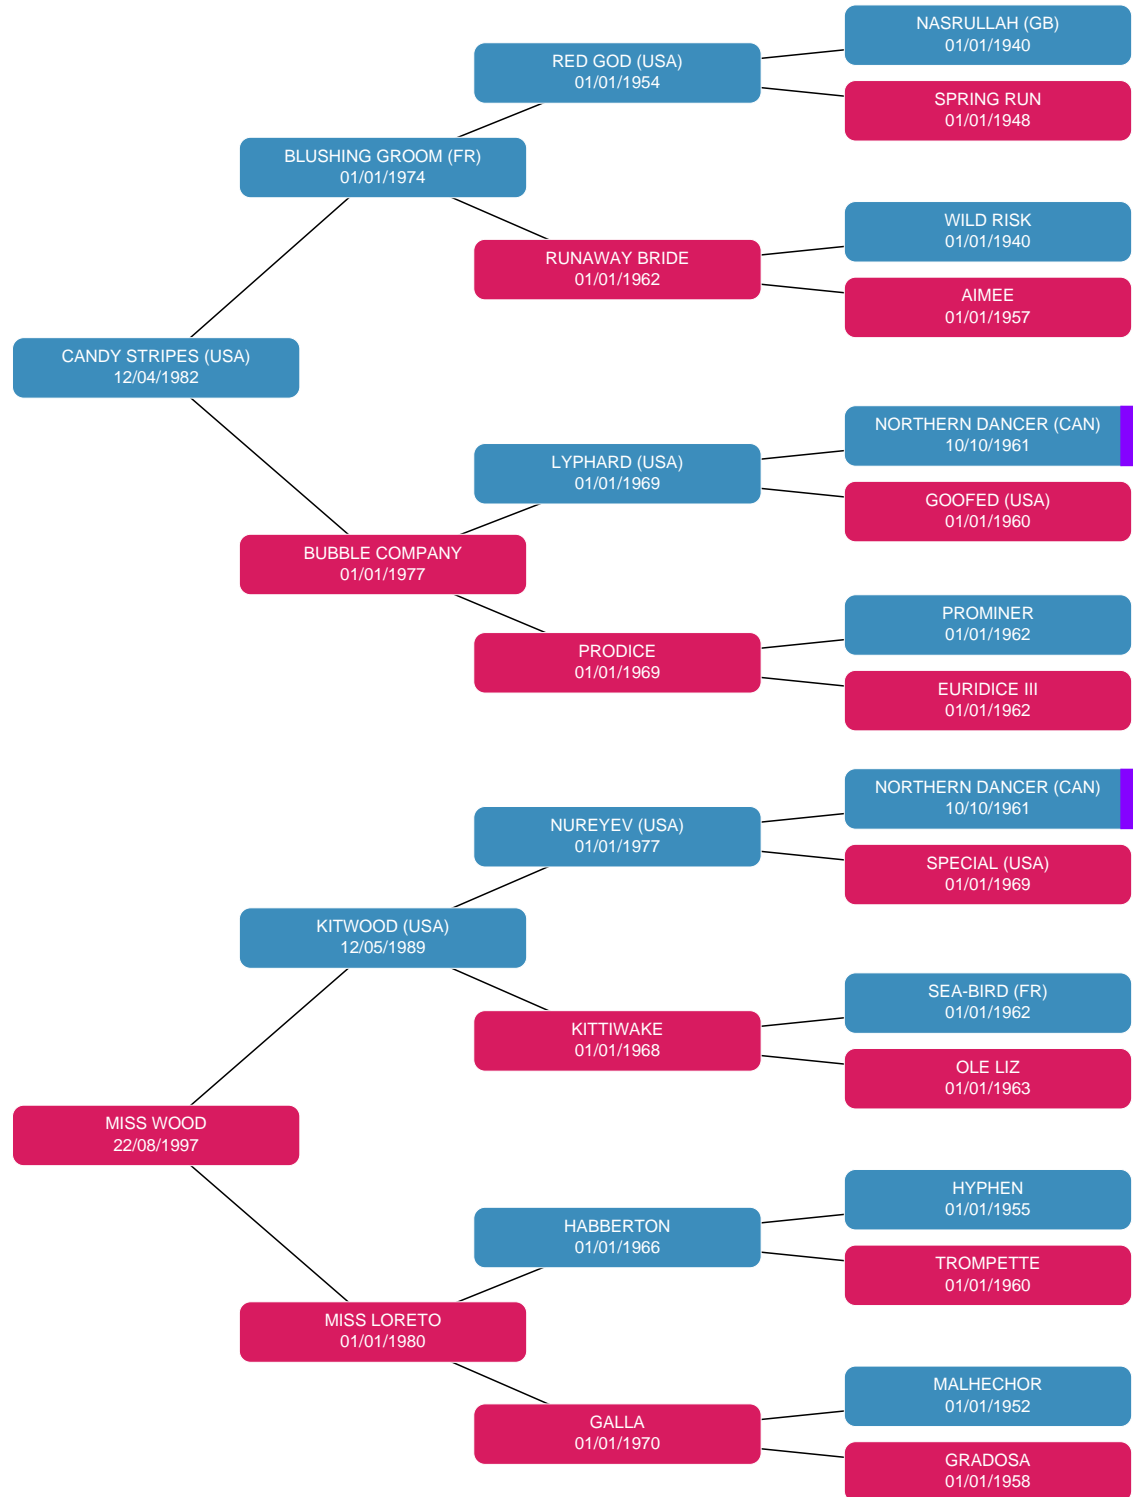 NASRULLAH (GB)
01/01/1940
RED GOD (USA)
01/01/1954
SPRING RUN
01/01/1948
BLUSHING GROOM (FR)
01/01/1974
WILD RISK
01/01/1940
RUNAWAY BRIDE
01/01/1962
AIMEE
01/01/1957
CANDY STRIPES (USA)
12/04/1982
NORTHERN DANCER (CAN)
10/10/1961
LYPHARD (USA)
01/01/1969
GOOFED (USA)
01/01/1960
BUBBLE COMPANY
01/01/1977
PROMINER
01/01/1962
PRODICE
01/01/1969
EURIDICE III
01/01/1962
NORTHERN DANCER (CAN)
10/10/1961
NUREYEV (USA)
01/01/1977
SPECIAL (USA)
01/01/1969
KITWOOD (USA)
12/05/1989
SEA-BIRD (FR)
01/01/1962
KITTIWAKE
01/01/1968
OLE LIZ
01/01/1963
MISS WOOD
22/08/1997
HYPHEN
01/01/1955
HABBERTON
01/01/1966
TROMPETTE
01/01/1960
MISS LORETO
01/01/1980
MALHECHOR
01/01/1952
GALLA
01/01/1970
GRADOSA
01/01/1958